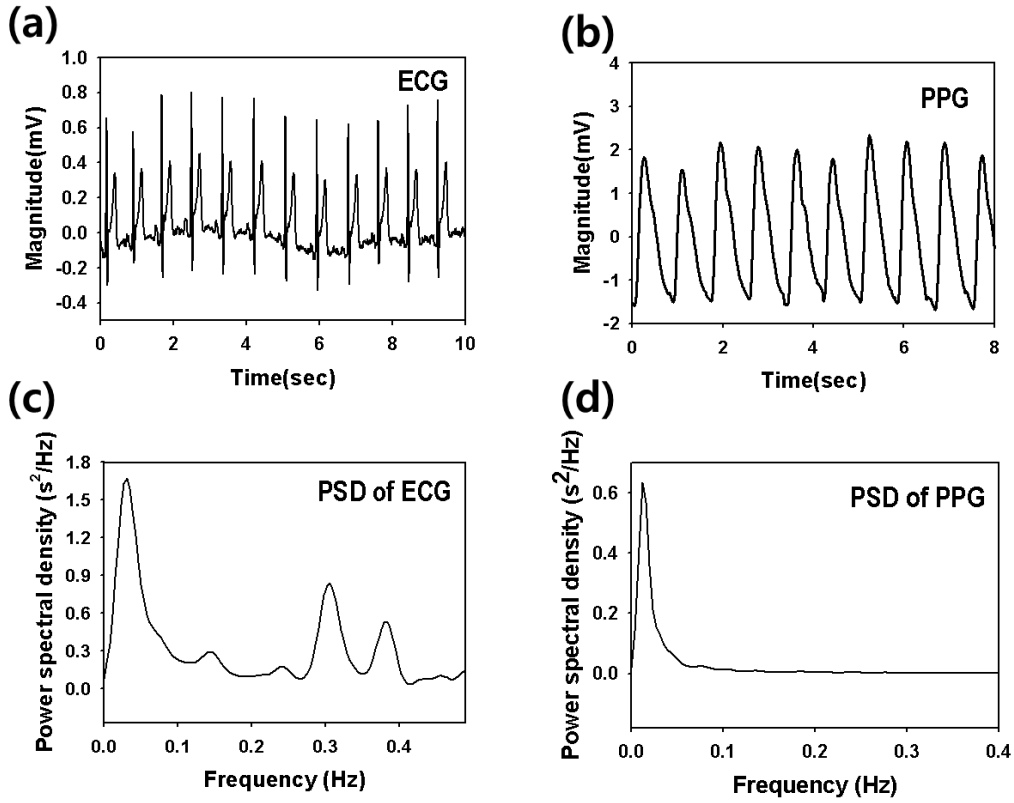 (a)
ECG
Magnitude(mV)
1.0
0.8
0.6
0.4
0.2
0.0
-0.2
-0.4
0 2 4 6 8 10
Time(sec)
(b)
PPG
Magnitude(mV)
4
3
2
1
0
-1
-2
0 2 4 6 8
Time(sec)
(c)
PSD of ECG
Power spectral density (s²/Hz)
1.8
1.5
1.2
0.9
0.6
0.3
0.0
0.0 0.1 0.2 0.3 0.4
Frequency (Hz)
(d)
PSD of PPG
Power spectral density (s²/Hz)
0.6
0.4
0.2
0.0
0.0 0.1 0.2 0.3 0.4
Frequency (Hz)